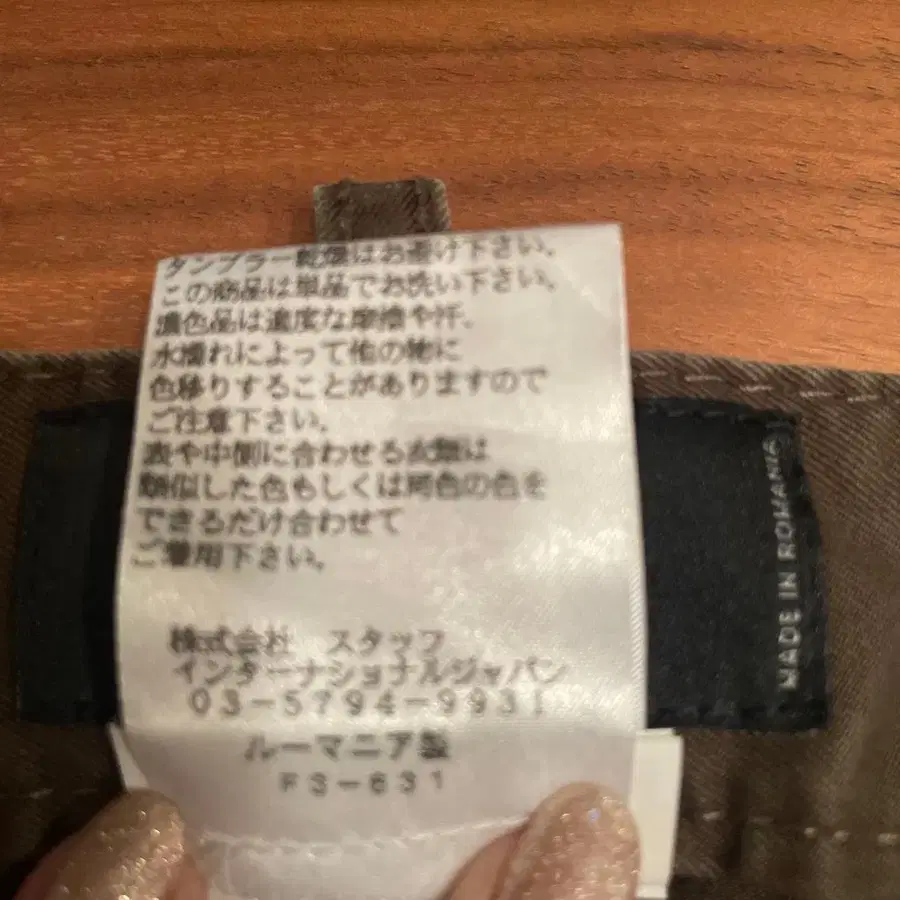 タンブラー乾燥はお避け下さい。
この商品は単品でお洗い下さい。
濃色品は過度な摩擦や汗、
水濡れによって他の物に
色移りすることがありますので
ご注意下さい。
表や中側に合わせる衣類は
類似した色もしくは同色の色を
できるだけ合わせて
ご着用下さい。
株式会社 スタッフ
インターナショナルジャパン
03-5794-9931
ルーマニア製
F3-631
MADE IN ROMANIA